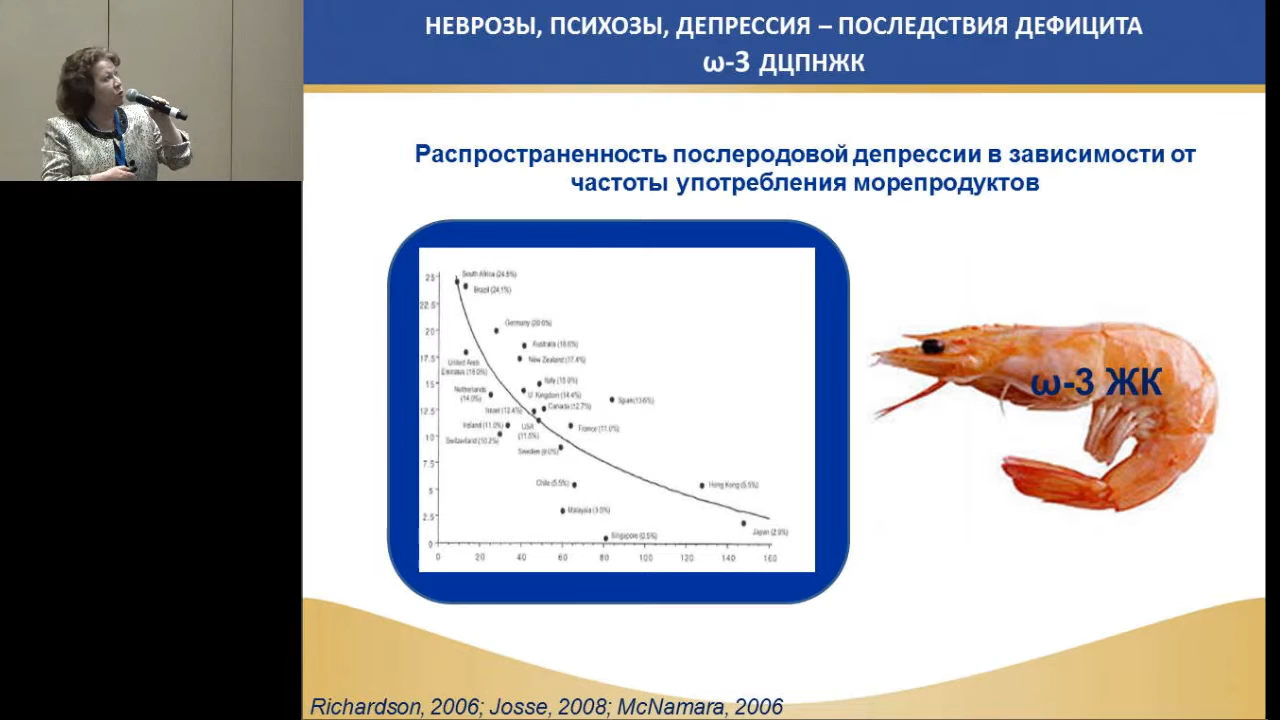 НЕВРОЗЫ, ПСИХОЗЫ, ДЕПРЕССИЯ – ПОСЛЕДСТВИЯ ДЕФИЦИТА
ω-3 ДЦПНЖК
Распространенность послеродовой депрессии в зависимости от
частоты употребления морепродуктов
25
South Africa (24.5%)
Brazil (24.1%)
22.5
Germany (20.0%)
20
Australia (18.6%)
17.5
New Zealand (17.4%)
United Arab
Emirates (18.0%)
15
Italy (15.0%)
Netherlands
(14.0%)
U Kingdom (14.4%)
Spain(13.6%)
12.5
Israel (12.4%)
Canada (12.7%)
Ireland (11.0%)
USA
(11.5%)
France (11.0%)
10
Switzerland (10.2%)
Sweden (9.0%)
7.5
Chile (5.5%)
Hong Kong (5.5%)
5
Malaysia (3.0%)
2.5
Japan (2.0%)
Singapore (0.5%)
0
0 20 40 60 80 100 120 140 160
ω-3 ЖК
Richardson, 2006; Josse, 2008; McNamara, 2006